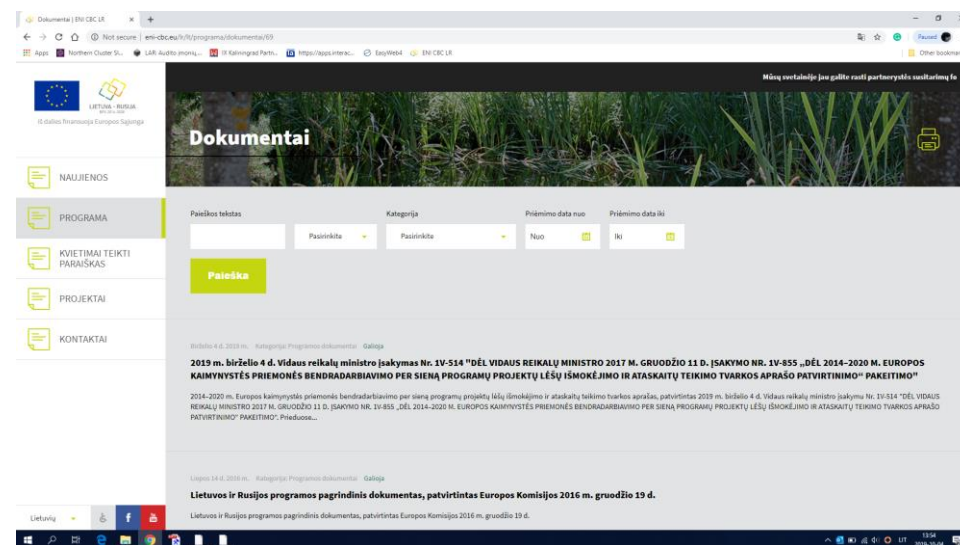 Dokumentai | ENI CBC LR
Not secure | eni-cbc.eu/lr/lt/programa/dokumentai/69
Paused
Apps
Northern Cluster Si...
LARI Audito įmonių...
III Kaliningrad Partn...
https://apps.interac...
EasyWeb4
ENI CBC LR
Other bookmar
Mūsų svetainėje jau galite rasti partnerystės susitarimų fo
LIETUVA - RUSIJA
Iš dalies finansuoja Europos Sąjunga
Dokumentai
NAUJIENOS
PROGRAMA
KVIETIMAI TEIKTI
PARAIŠKAS
PROJEKTAI
KONTAKTAI
Paieškos tekstas
Kategorija
Priėmimo data nuo
Priėmimo data iki
Pasirinkite
Pasirinkite
Nuo
Iki
Paieška
Birželio 4 d. 2019 m. Kategorija: Programos dokumentai Galioja
2019 m. birželio 4 d. Vidaus reikalų ministro įsakymas Nr. 1V-514 "DĖL VIDAUS REIKALŲ MINISTRO 2017 M. GRUODŽIO 11 D. ĮSAKYMO NR. 1V-855 „DĖL 2014–2020 M. EUROPOS
KAIMYNYSTĖS PRIEMONĖS BENDRADARBIAVIMO PER SIENĄ PROGRAMŲ PROJEKTŲ LĖŠŲ IŠMOKĖJIMO IR ATASKAITŲ TEIKIMO TVARKOS APRAŠO PATVIRTINIMO“ PAKEITIMO"
2014–2020 m. Europos kaimynystės priemonės bendradarbiavimo per sieną programų projektų lėšų išmokėjimo ir ataskaitų teikimo tvarkos aprašas, patvirtintas 2019 m. birželio 4 d. Vidaus reikalų ministro įsakymu Nr. 1V-514 "DĖL VIDAUS
REIKALŲ MINISTRO 2017 M. GRUODŽIO 11 D. ĮSAKYMO NR. 1V-855 „DĖL 2014–2020 M. EUROPOS KAIMYNYSTĖS PRIEMONĖS BENDRADARBIAVIMO PER SIENĄ PROGRAMŲ PROJEKTŲ LĖŠŲ IŠMOKĖJIMO IR ATASKAITŲ TEIKIMO TVARKOS APRAŠO
PATVIRTINIMO“ PAKEITIMO". Prieduose...
Liepos 14 d. 2016 m. Kategorija: Programos dokumentai Galioja
Lietuvos ir Rusijos programos pagrindinis dokumentas, patvirtintas Europos Komisijos 2016 m. gruodžio 19 d.
Lietuvos ir Rusijos programos pagrindinis dokumentas, patvirtintas Europos Komisijos 2016 m. gruodžio 19 d.
Lietuvių
LIT
13:54
2019-10-04